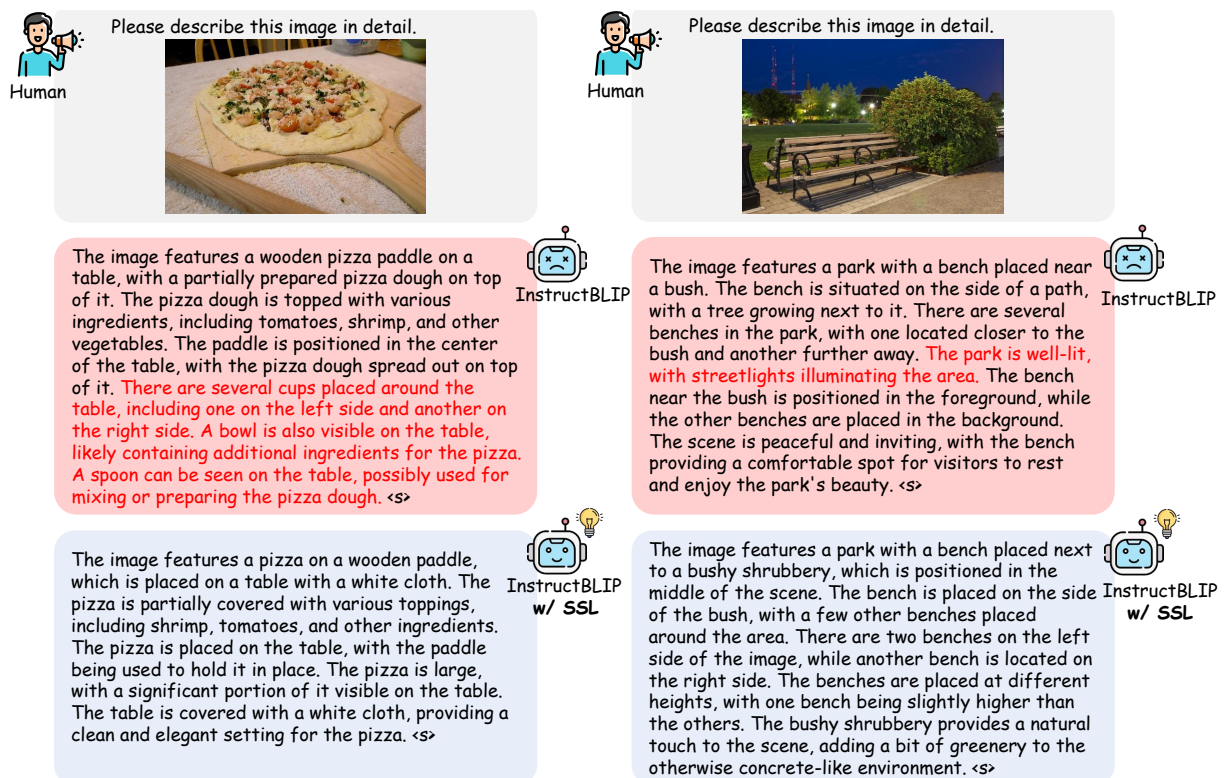 Please describe this image in detail.
Human
The image features a wooden pizza paddle on a
table, with a partially prepared pizza dough on top
of it. The pizza dough is topped with various
ingredients, including tomatoes, shrimp, and other
vegetables. The paddle is positioned in the center
of the table, with the pizza dough spread out on top
of it. There are several cups placed around the
table, including one on the left side and another on
the right side. A bowl is also visible on the table,
likely containing additional ingredients for the pizza.
A spoon can be seen on the table, possibly used for
mixing or preparing the pizza dough. <s>
InstructBLIP
The image features a pizza on a wooden paddle,
which is placed on a table with a white cloth. The
pizza is partially covered with various toppings,
including shrimp, tomatoes, and other ingredients.
The pizza is placed on the table, with the paddle
being used to hold it in place. The pizza is large,
with a significant portion of it visible on the table.
The table is covered with a white cloth, providing a
clean and elegant setting for the pizza. <s>
InstructBLIP
w/ SSL
Please describe this image in detail.
Human
The image features a park with a bench placed near
a bush. The bench is situated on the side of a path,
with a tree growing next to it. There are several
benches in the park, with one located closer to the
bush and another further away. The park is well-lit,
with streetlights illuminating the area. The bench
near the bush is positioned in the foreground, while
the other benches are placed in the background.
The scene is peaceful and inviting, with the bench
providing a comfortable spot for visitors to rest
and enjoy the park's beauty. <s>
InstructBLIP
The image features a park with a bench placed next
to a bushy shrubbery, which is positioned in the
middle of the scene. The bench is placed on the side
of the bush, with a few other benches placed
around the area. There are two benches on the left
side of the image, while another bench is located on
the right side. The benches are placed at different
heights, with one bench being slightly higher than
the others. The bushy shrubbery provides a natural
touch to the scene, adding a bit of greenery to the
otherwise concrete-like environment. <s>
InstructBLIP
w/ SSL